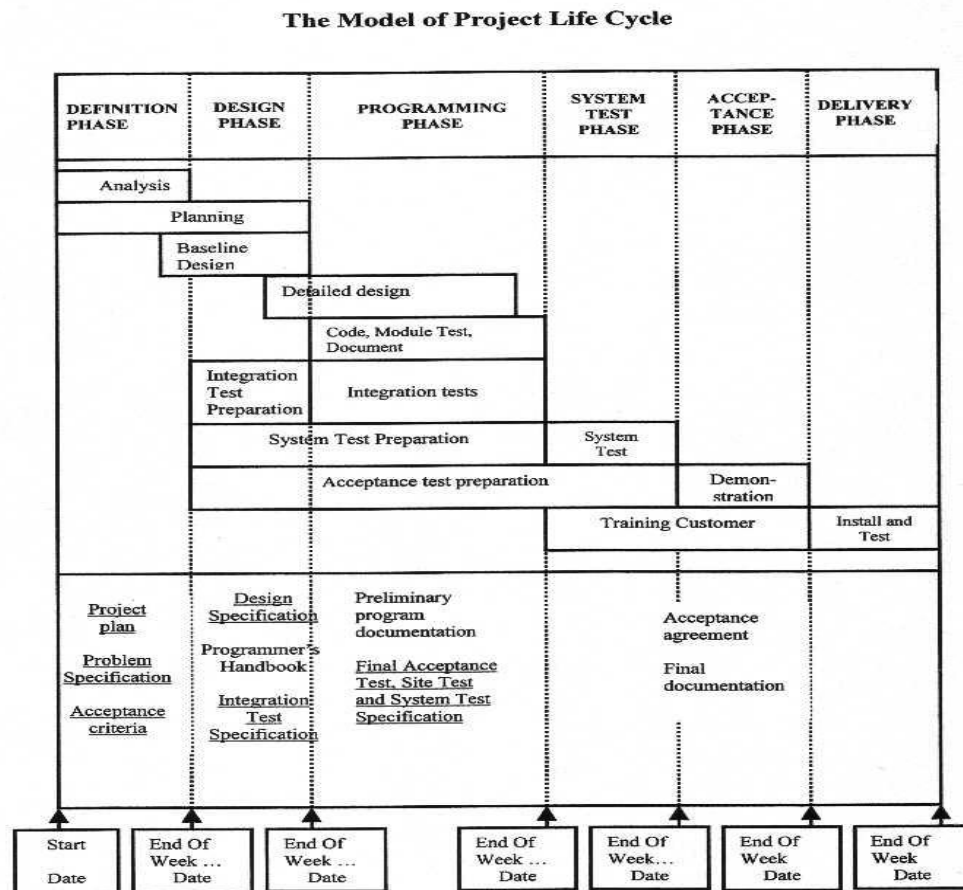 The Model of Project Life Cycle
DEFINITION
PHASE
DESIGN
PHASE
PROGRAMMING
PHASE
SYSTEM
TEST
PHASE
ACCEP-
TANCE
PHASE
DELIVERY
PHASE
Analysis
Planning
Baseline
Design
Detailed design
Code, Module Test,
Document
Integration
Test
Preparation
Integration tests
System Test Preparation
System
Test
Acceptance test preparation
Demon-
stration
Training Customer
Install and
Test
Project
plan
Problem
Specification
Acceptance
criteria
Design
Specification
Programmer's
Handbook
Integration
Test
Specification
Preliminary
program
documentation
Final Acceptance
Test, Site Test
and System Test
Specification
Acceptance
agreement
Final
documentation
Start
Date
End Of
Week ...
Date
End Of
Week ...
Date
End Of
Week ...
Date
End Of
Week...
Date
End Of
Week
Date
End Of
Week
Date